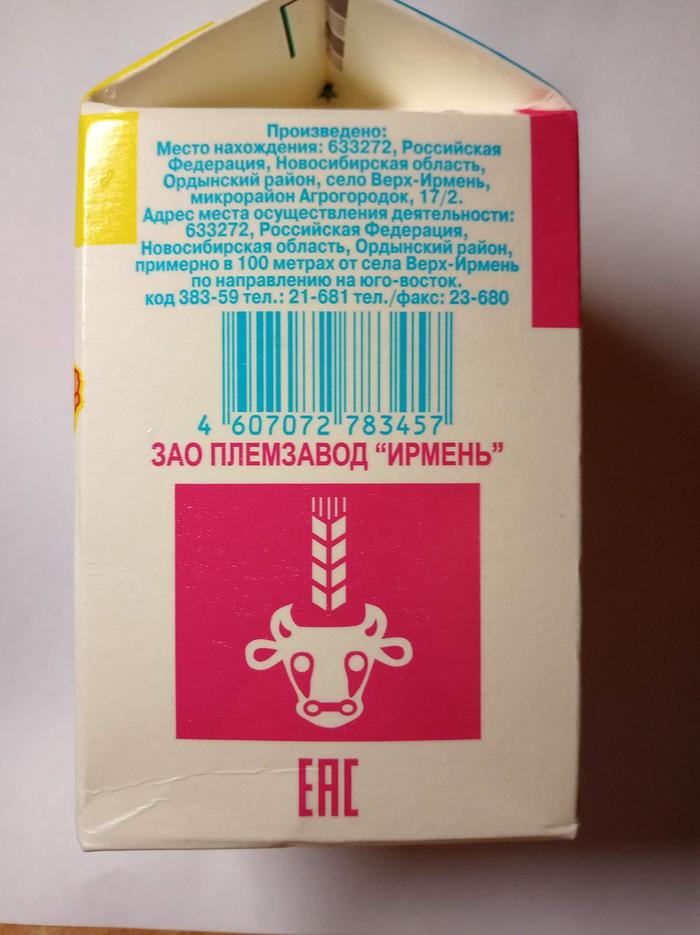 Произведено:
Место нахождения: 633272, Российская
Федерация, Новосибирская область,
Ордынский район, село Верх-Ирмень,
микрорайон Агрогородок, 17/2.
Адрес места осуществления деятельности:
633272, Российская Федерация,
Новосибирская область, Ордынский район,
примерно в 100 метрах от села Верх-Ирмень
по направлению на юго-восток.
код 383-59 тел.: 21-681 тел./факс: 23-680
4 607072 783457
ЗАО ПЛЕМЗАВОД “ИРМЕНЬ”
EAC